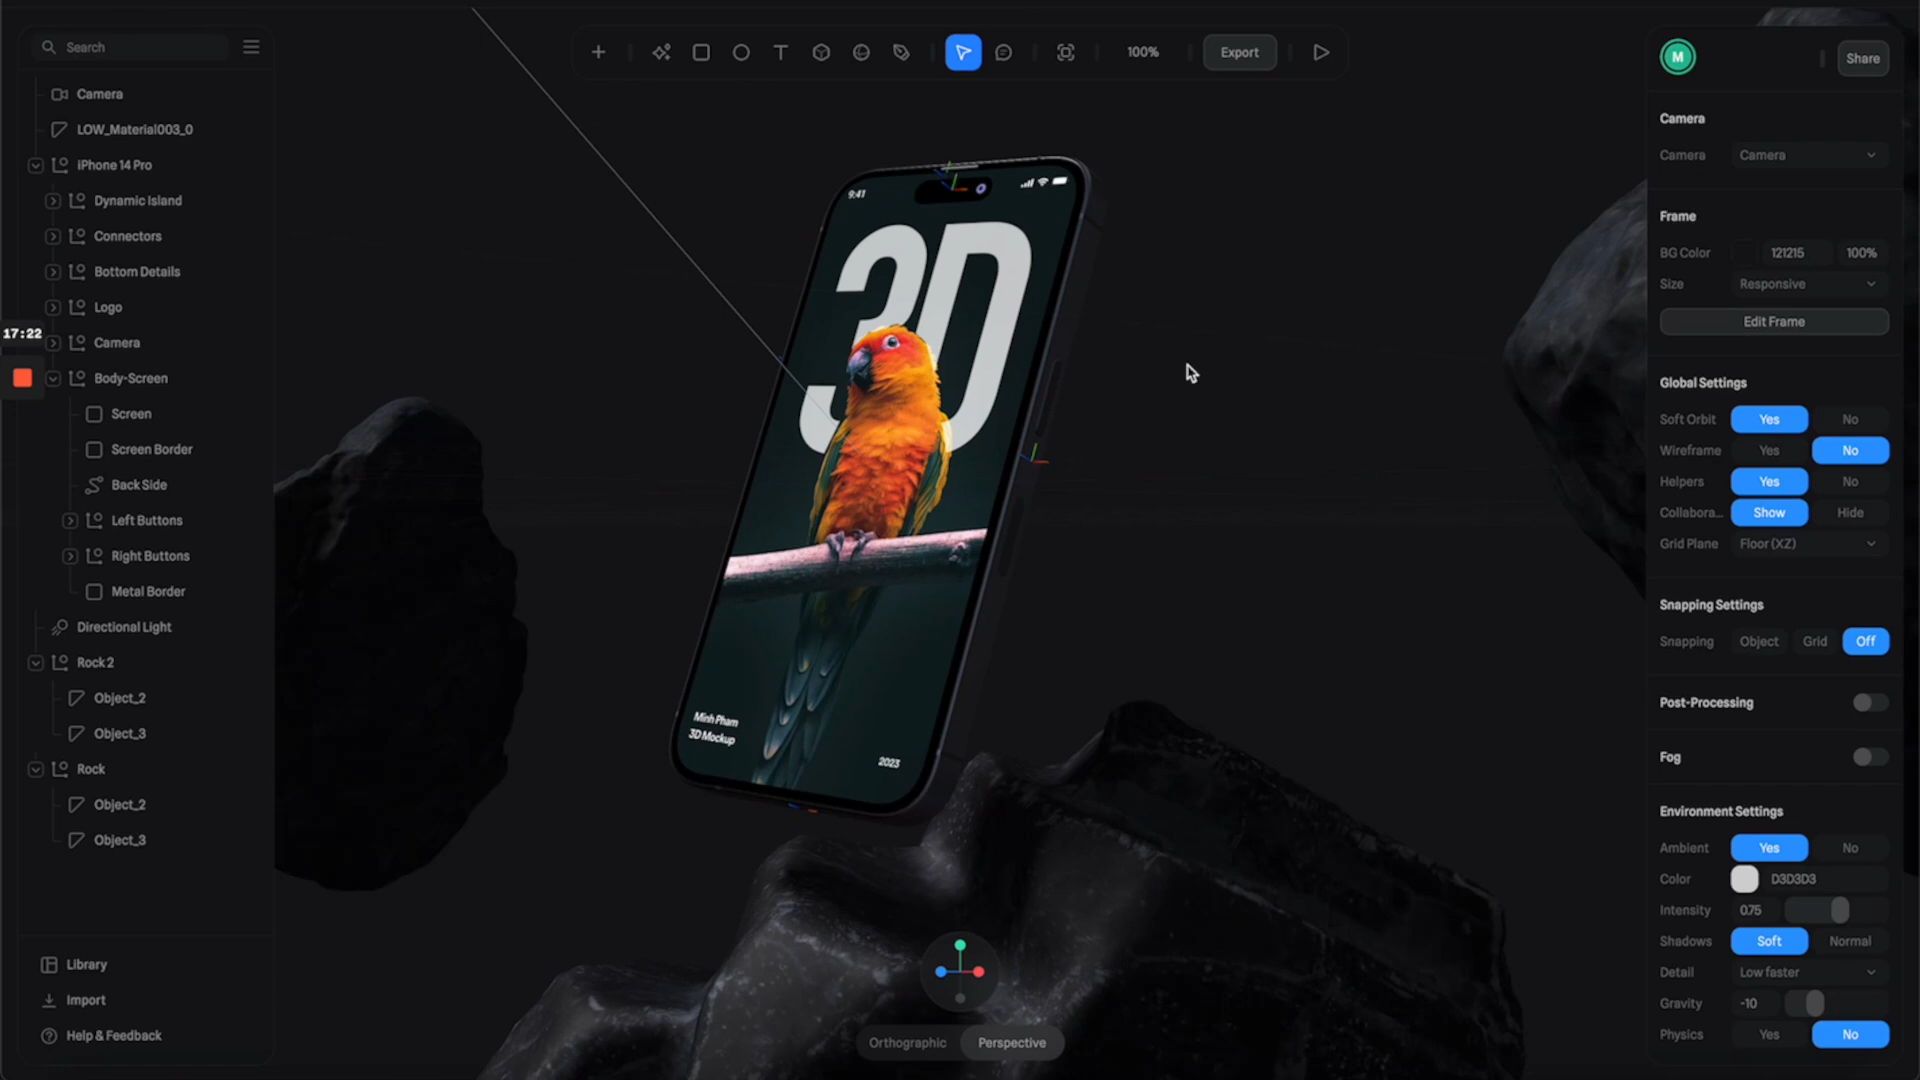 Search
Camera
LOW_Material003_0
iPhone 14 Pro
Dynamic Island
Connectors
Bottom Details
Logo
17:22
Camera
Body-Screen
Screen
Screen Border
Back Side
Left Buttons
Right Buttons
Metal Border
Directional Light
Rock 2
Object_2
Object_3
Rock
Object_2
Object_3
Library
Import
Help & Feedback
T
100%
Export
9:41
3D
Minh Pham
3D Mockup
2023
Orthographic
Perspective
M
Share
Camera
Camera Camera
Frame
BG Color 121215 100%
Size Responsive
Edit Frame
Global Settings
Soft Orbit Yes No
Wireframe Yes No
Helpers Yes No
Collabora... Show Hide
Grid Plane Floor (XZ)
Snapping Settings
Snapping Object Grid Off
Post-Processing
Fog
Environment Settings
Ambient Yes No
Color D3D3D3
Intensity 0.75
Shadows Soft Normal
Detail Low faster
Gravity -10
Physics Yes No